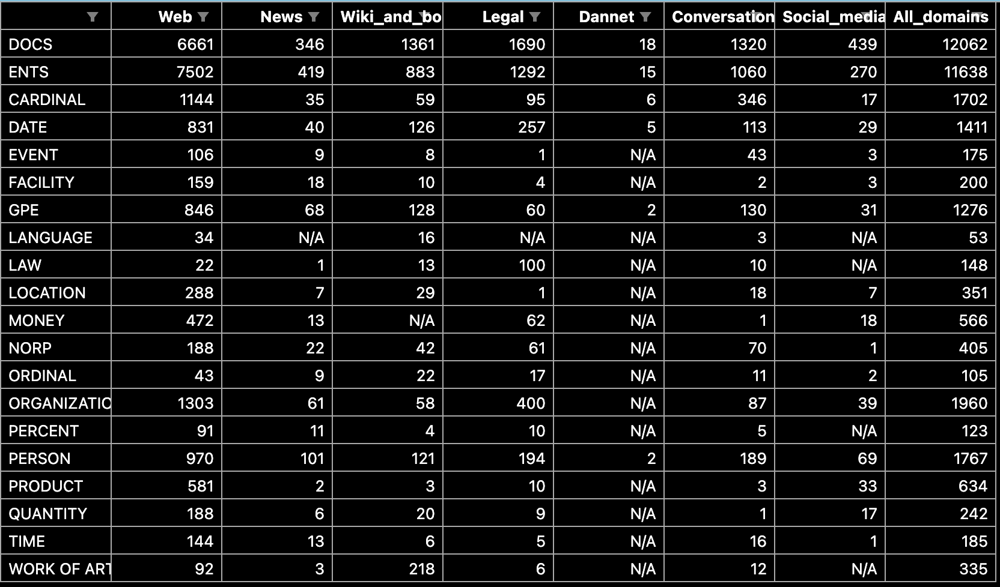 Web News Wiki_and_bo Legal Dannet Conversation Social_media All_domains
DOCS 6661 346 1361 1690 18 1320 439 12062
ENTS 7502 419 883 1292 15 1060 270 11638
CARDINAL 1144 35 59 95 6 346 17 1702
DATE 831 40 126 257 5 113 29 1411
EVENT 106 9 8 1 N/A 43 3 175
FACILITY 159 18 10 4 N/A 2 3 200
GPE 846 68 128 60 2 130 31 1276
LANGUAGE 34 N/A 16 N/A N/A 3 N/A 53
LAW 22 1 13 100 N/A 10 N/A 148
LOCATION 288 7 29 1 N/A 18 7 351
MONEY 472 13 N/A 62 N/A 1 18 566
NORP 188 22 42 61 N/A 70 1 405
ORDINAL 43 9 22 17 N/A 11 2 105
ORGANIZATIO 1303 61 58 400 N/A 87 39 1960
PERCENT 91 11 4 10 N/A 5 N/A 123
PERSON 970 101 121 194 2 189 69 1767
PRODUCT 581 2 3 10 N/A 3 33 634
QUANTITY 188 6 20 9 N/A 1 17 242
TIME 144 13 6 5 N/A 16 1 185
WORK OF ART 92 3 218 6 N/A 12 N/A 335